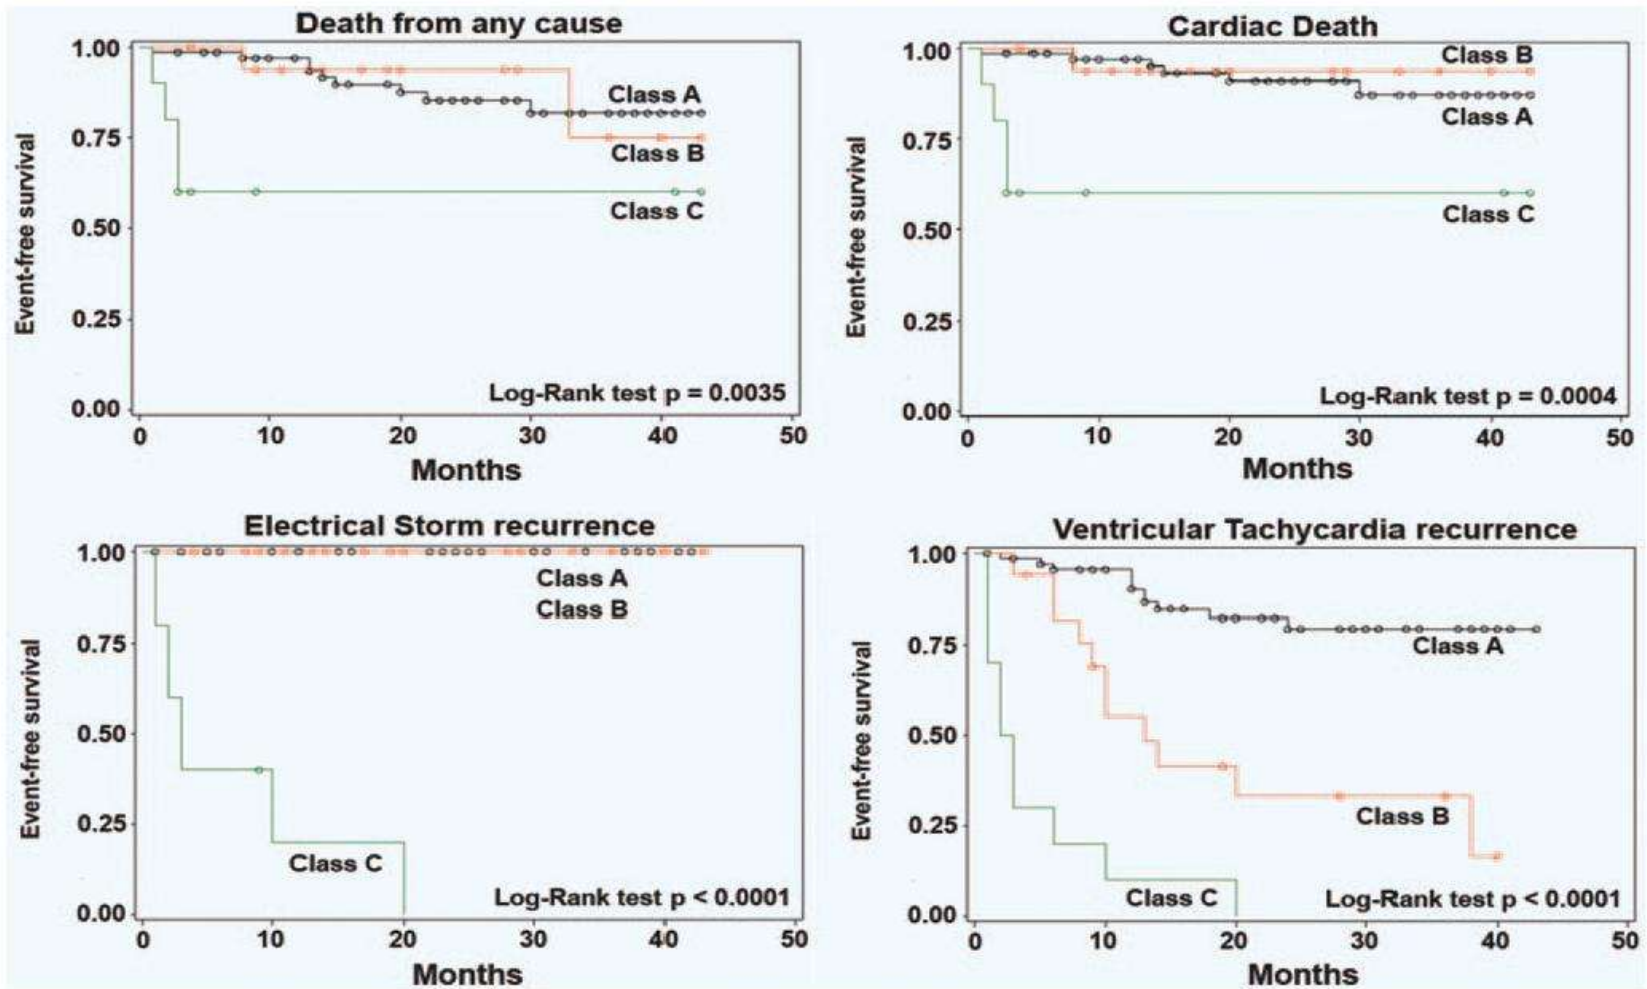 Death from any cause
1.00
0.75
0.50
0.25
0.00
Event-free survival
Class A
Class B
Class C
Log-Rank test p = 0.0035
0 10 20 30 40 50
Months
Cardiac Death
1.00
0.75
0.50
0.25
0.00
Event-free survival
Class B
Class A
Class C
Log-Rank test p = 0.0004
0 10 20 30 40 50
Months
Electrical Storm recurrence
1.00
0.75
0.50
0.25
0.00
Event-free survival
Class A
Class B
Class C
Log-Rank test p < 0.0001
0 10 20 30 40 50
Months
Ventricular Tachycardia recurrence
1.00
0.75
0.50
0.25
0.00
Event-free survival
Class A
Class B
Class C
Log-Rank test p < 0.0001
0 10 20 30 40 50
Months